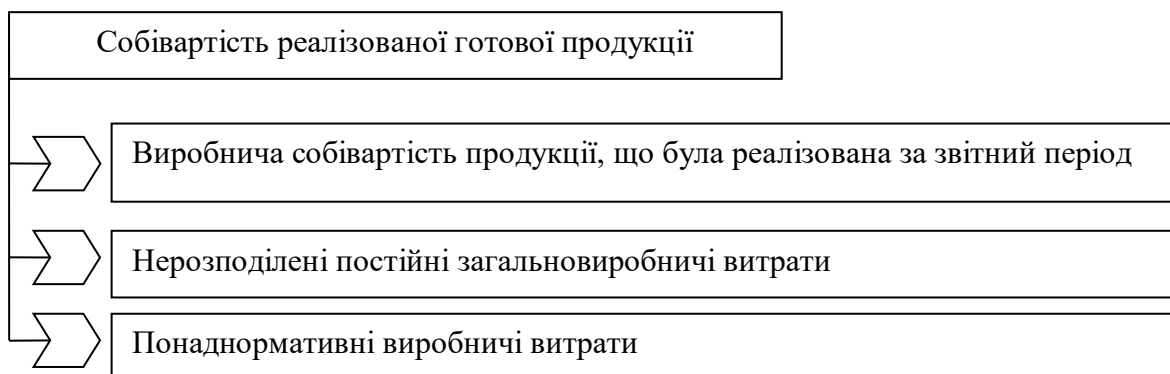 Собівартість реалізованої готової продукції
Виробнича собівартість продукції, що була реалізована за звітний період
Нерозподілені постійні загальновиробничі витрати
Понаднормативні виробничі витрати